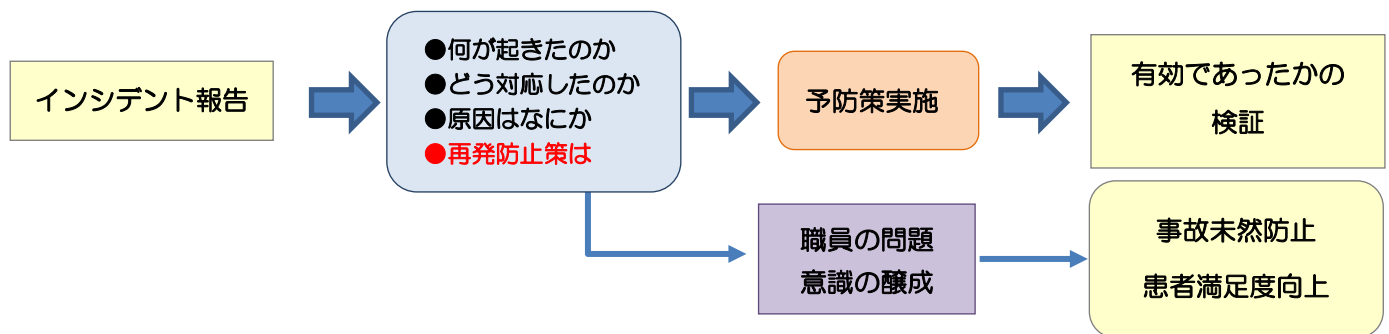 インシデント報告
●何が起きたのか
●どう対応したのか
●原因はなにか
●再発防止策は
予防策実施
有効であったかの
検証
職員の問題
意識の醸成
事故未然防止
患者満足度向上